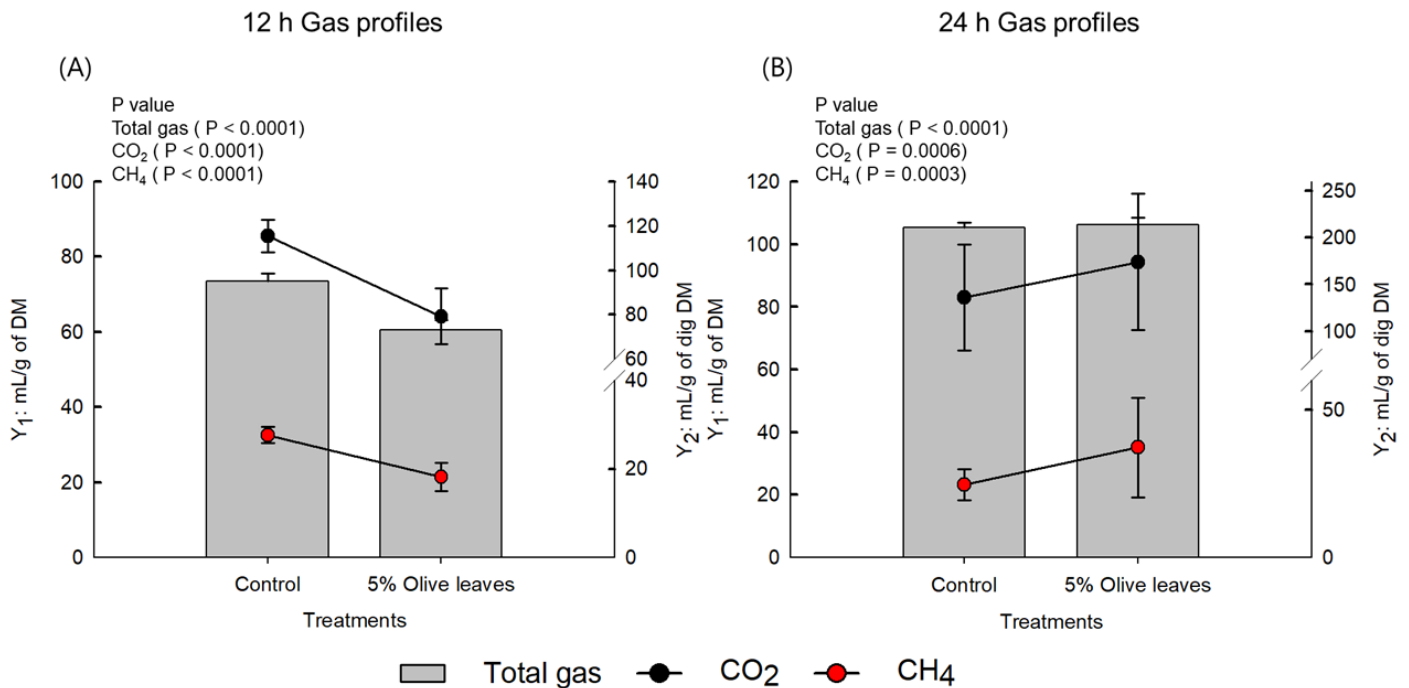 12 h Gas profiles
24 h Gas profiles
(A)
P value
Total gas ( P < 0.0001)
CO2 ( P < 0.0001)
CH4 ( P < 0.0001)
100
80
60
40
20
0
Y1: mL/g of DM
140
120
100
80
60
40
20
0
Y2: mL/g of dig DM
Control
5% Olive leaves
Treatments
(B)
P value
Total gas ( P < 0.0001)
CO2 ( P = 0.0006)
CH4 ( P = 0.0003)
120
100
80
60
40
20
0
Y1: mL/g of DM
250
200
150
100
50
0
Y2: mL/g of dig DM
Control
5% Olive leaves
Treatments
Total gas
CO2
CH4